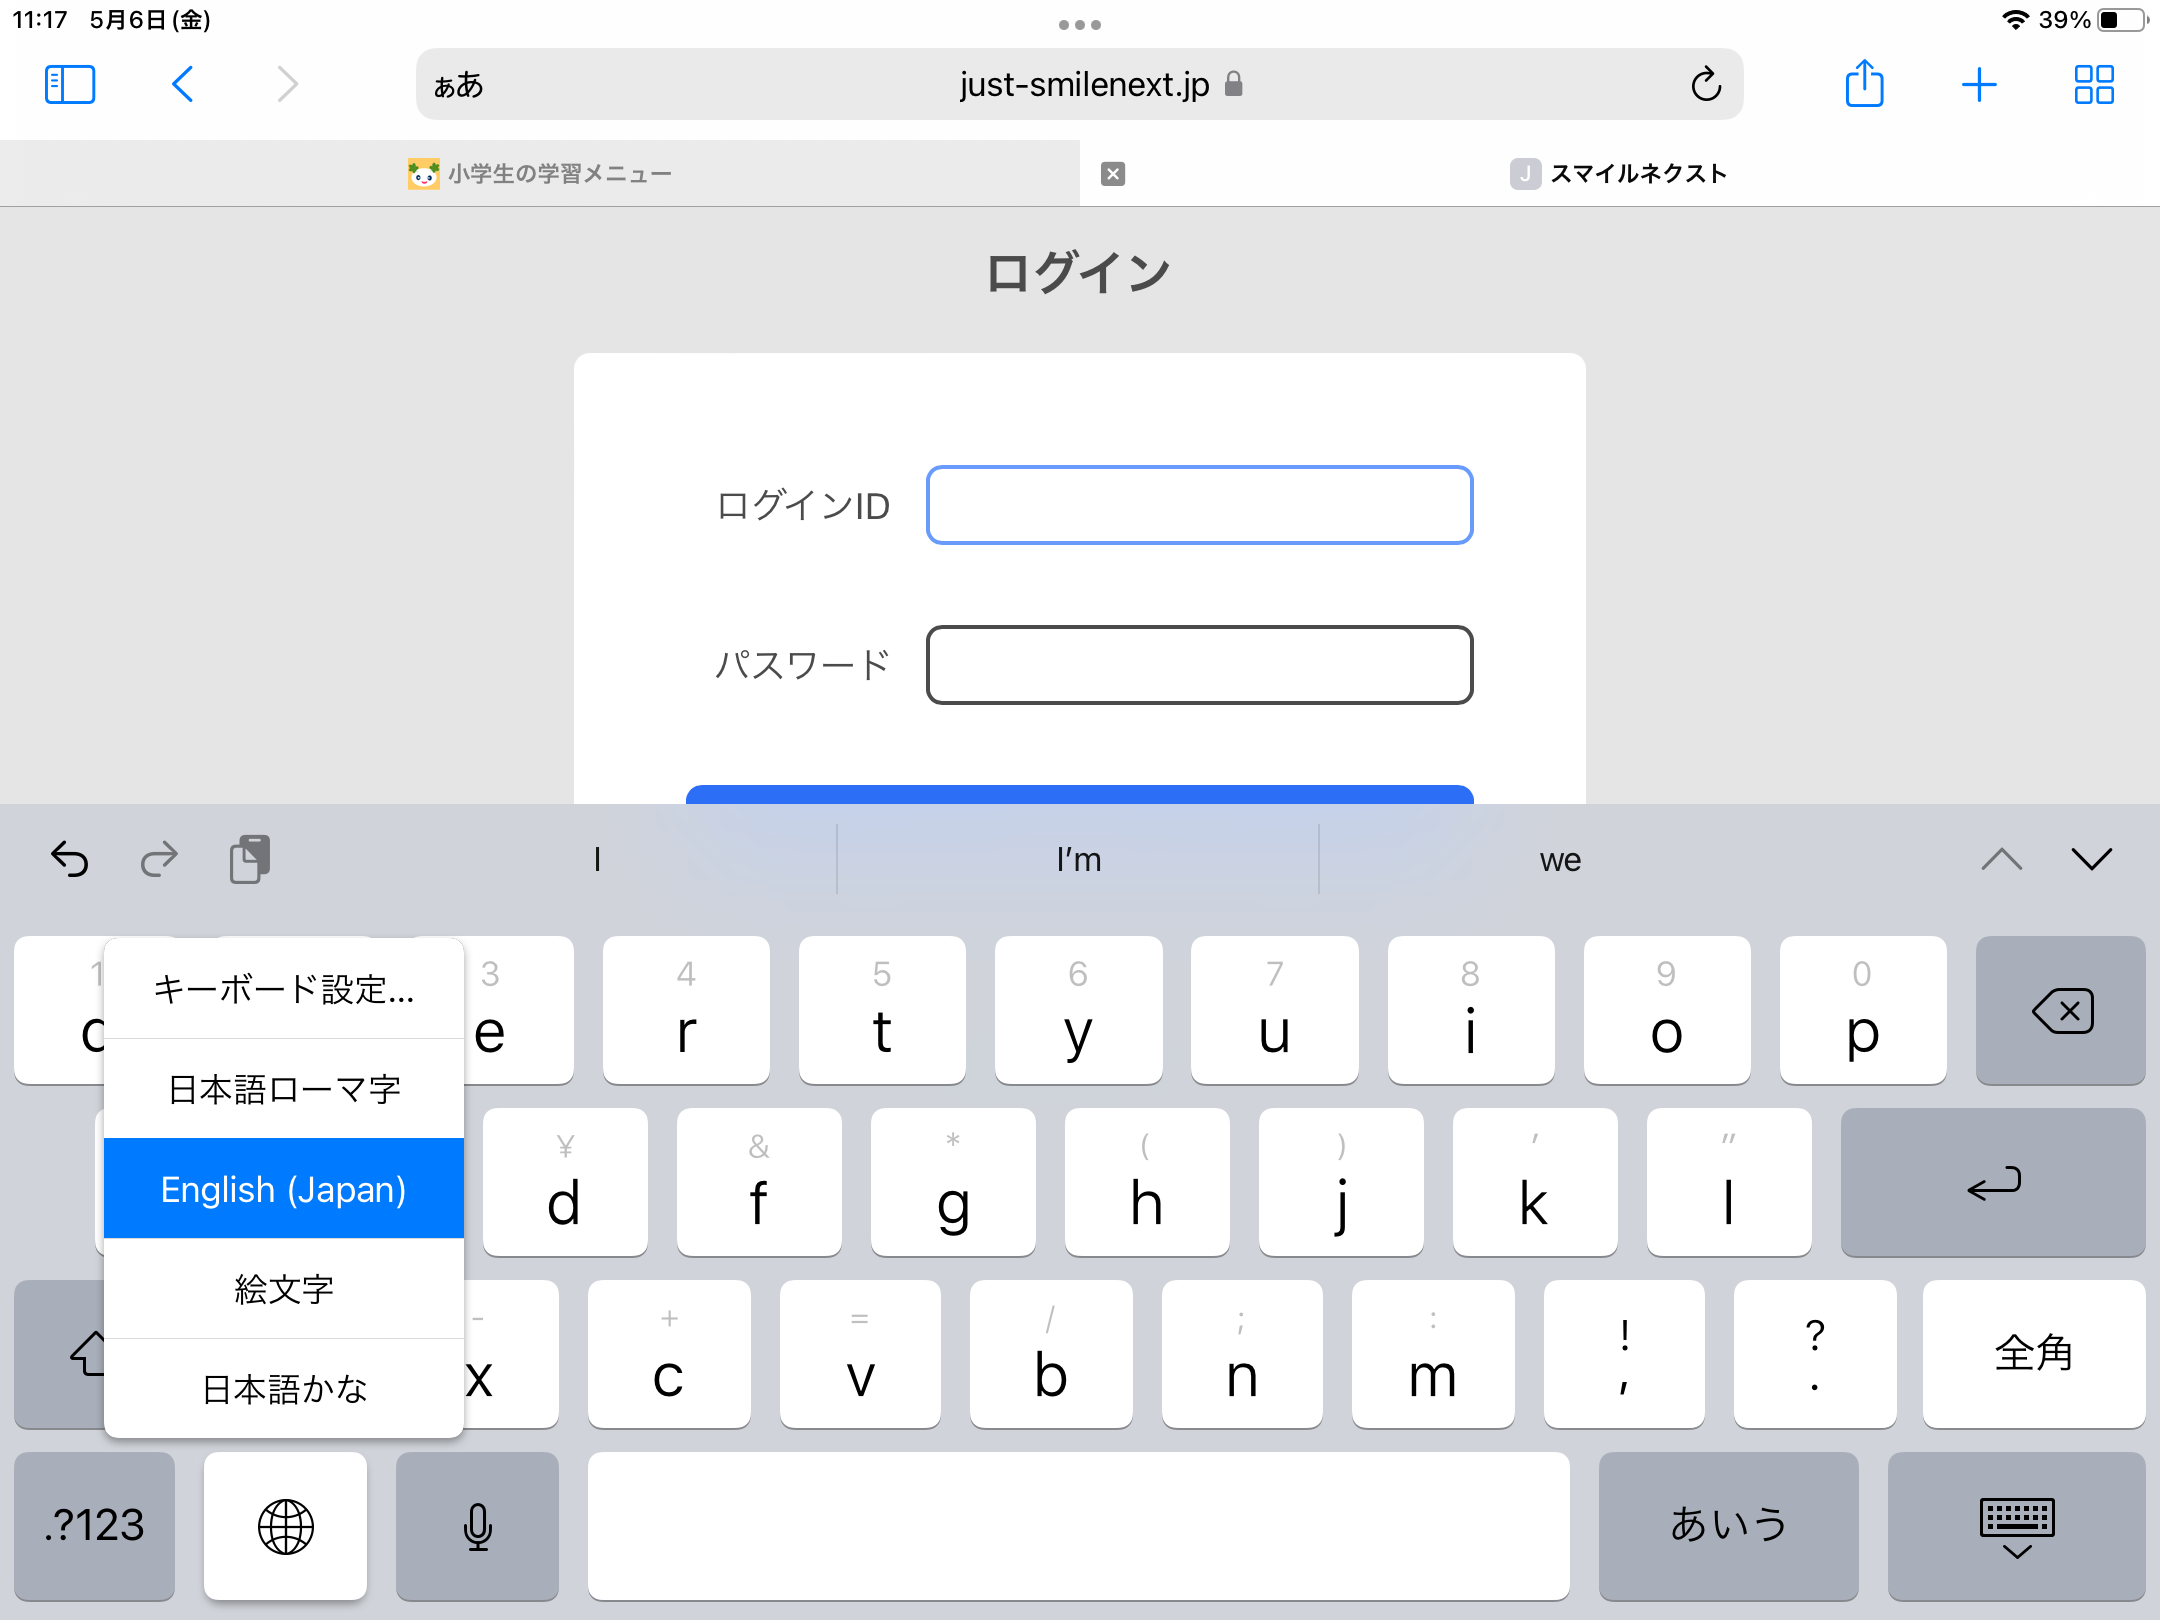 11:17 5月6日(金)
39%
ぁあ just-smilenext.jp
小学生の学習メニュー
J スマイルネクスト
ログイン
ログインID
パスワード
I I’m we
1 3 4 5 6 7 8 9 0
e r t y u i o p
キーボード設定...
日本語ローマ字
English (Japan)
絵文字
日本語かな
¥ & * ( ) ′ ″
d f g h j k l
- + = / ; : ! ?
x c v b n m , . 全角
.?123 あいう